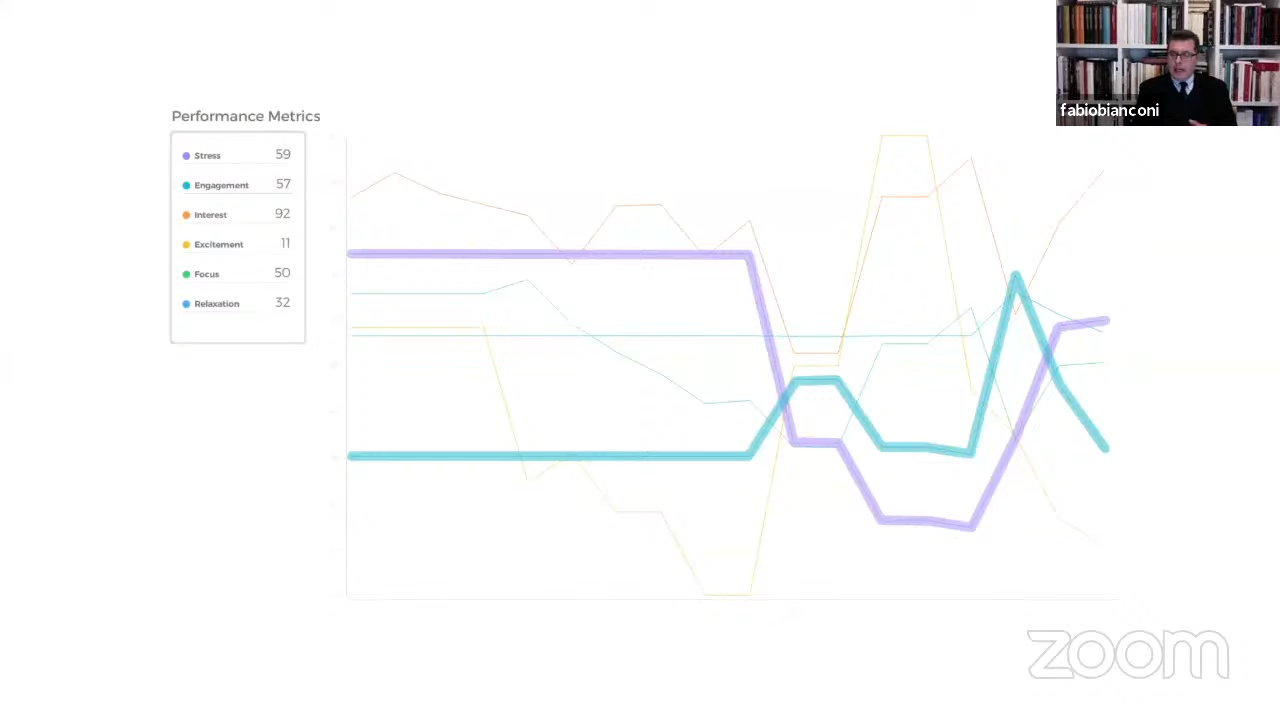 fabiobianconi
Performance Metrics
Stress 59
Engagement 57
Interest 92
Excitement 11
Focus 50
Relaxation 32
zoom